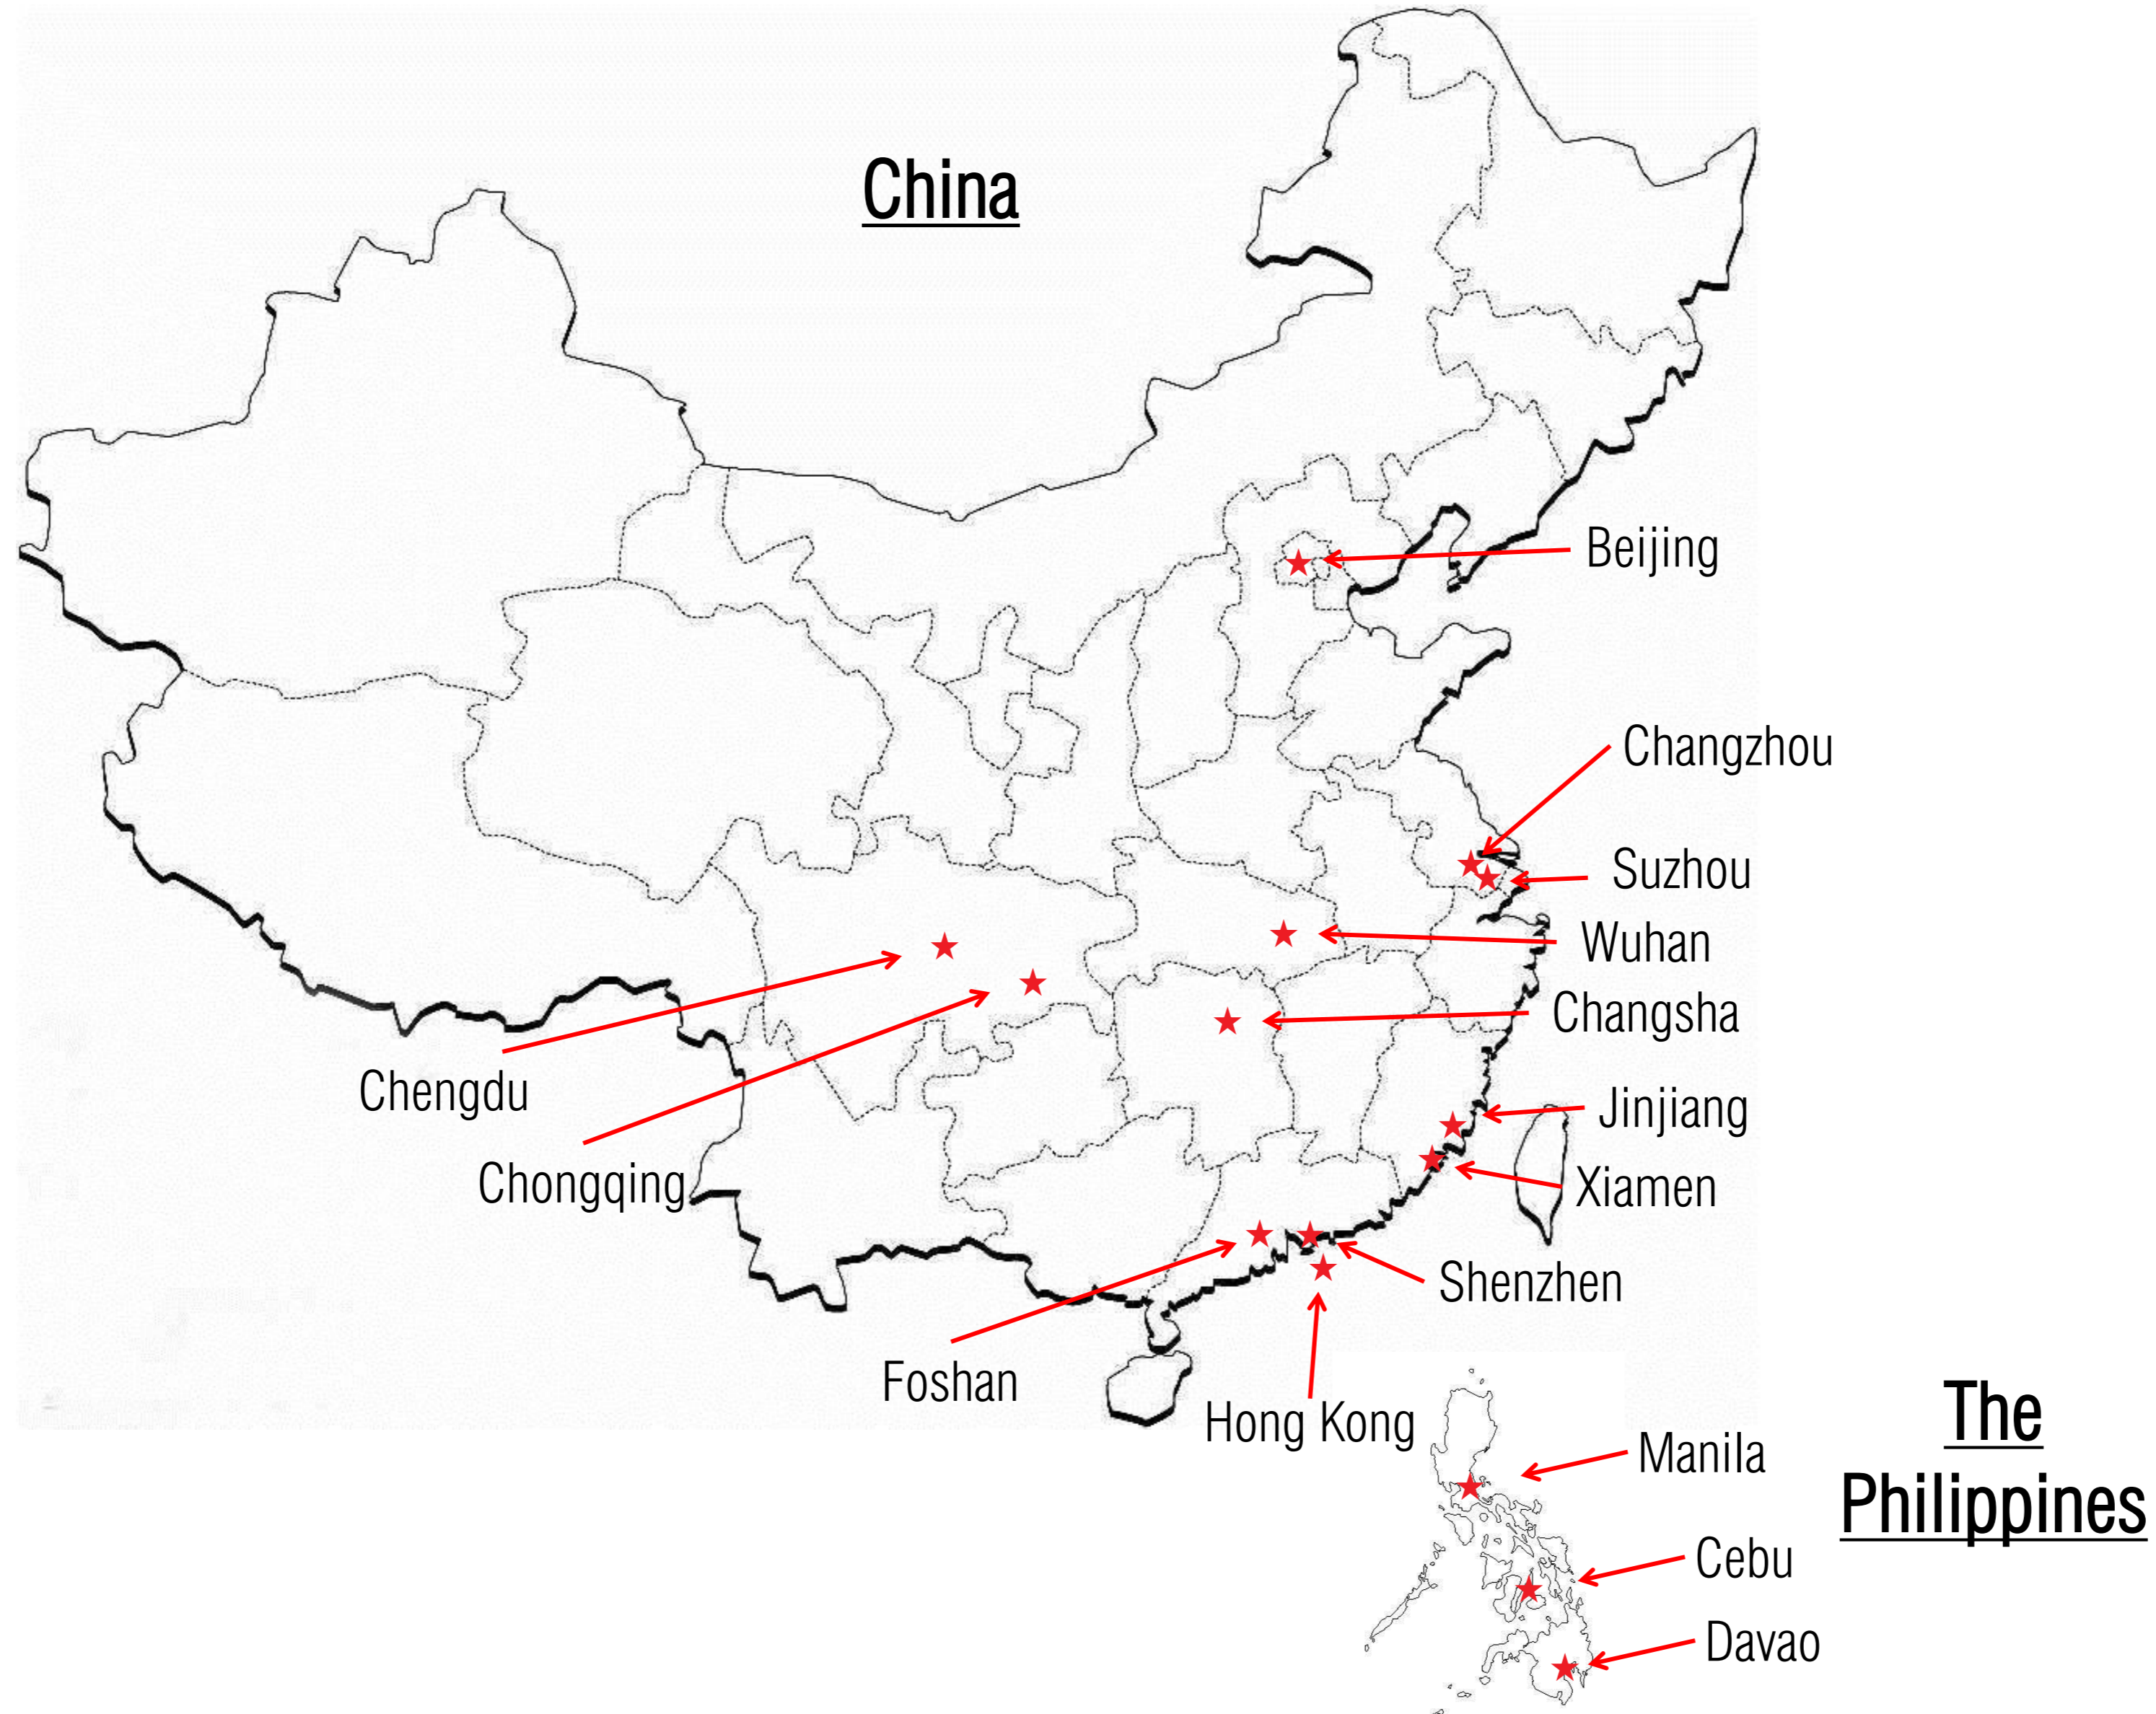 China
Beijing
Changzhou
Suzhou
Wuhan
Changsha
Chengdu
Jinjiang
Chongqing
Xiamen
Shenzhen
Foshan
Hong Kong
The
Philippines
Manila
Cebu
Davao